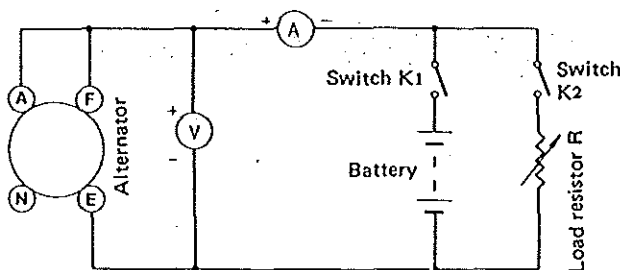 + A -
Switch K1
Switch
K2
A F
+
V
-
Alternator
Battery
Load resistor R
N E